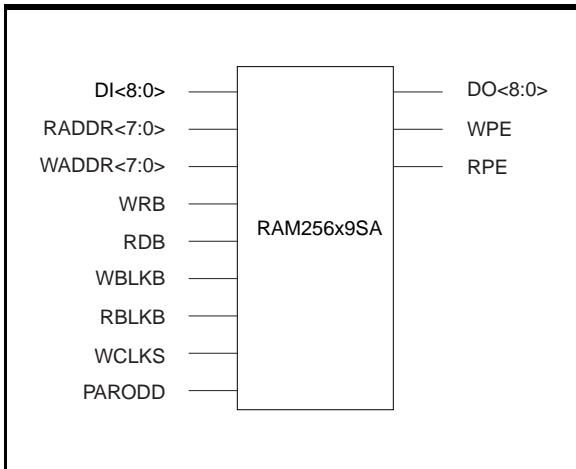 DI<8:0>
RADDR<7:0>
WADDR<7:0>
WRB
RDB
WBLKB
RBLKB
WCLKS
PARODD
RAM256x9SA
DO<8:0>
WPE
RPE